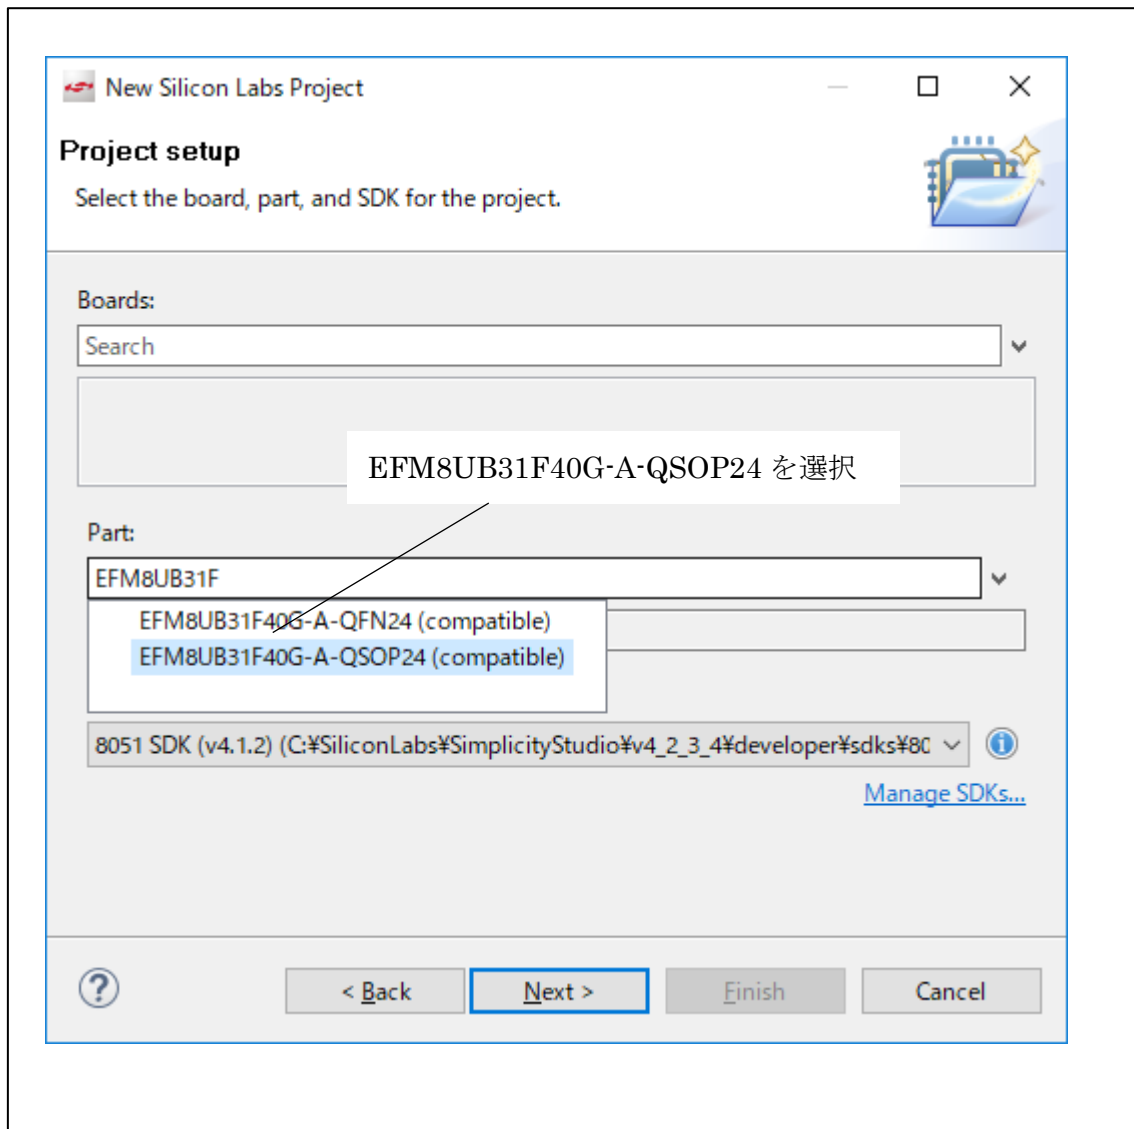 New Silicon Labs Project
Project setup
Select the board, part, and SDK for the project.
Boards:
Search
EFM8UB31F40G-A-QSOP24 を選択
Part:
EFM8UB31F
EFM8UB31F40G-A-QFN24 (compatible)
EFM8UB31F40G-A-QSOP24 (compatible)
8051 SDK (v4.1.2) (C:¥SiliconLabs¥SimplicityStudio¥v4_2_3_4¥developer¥sdks¥80
Manage SDKs...
< Back
Next >
Finish
Cancel